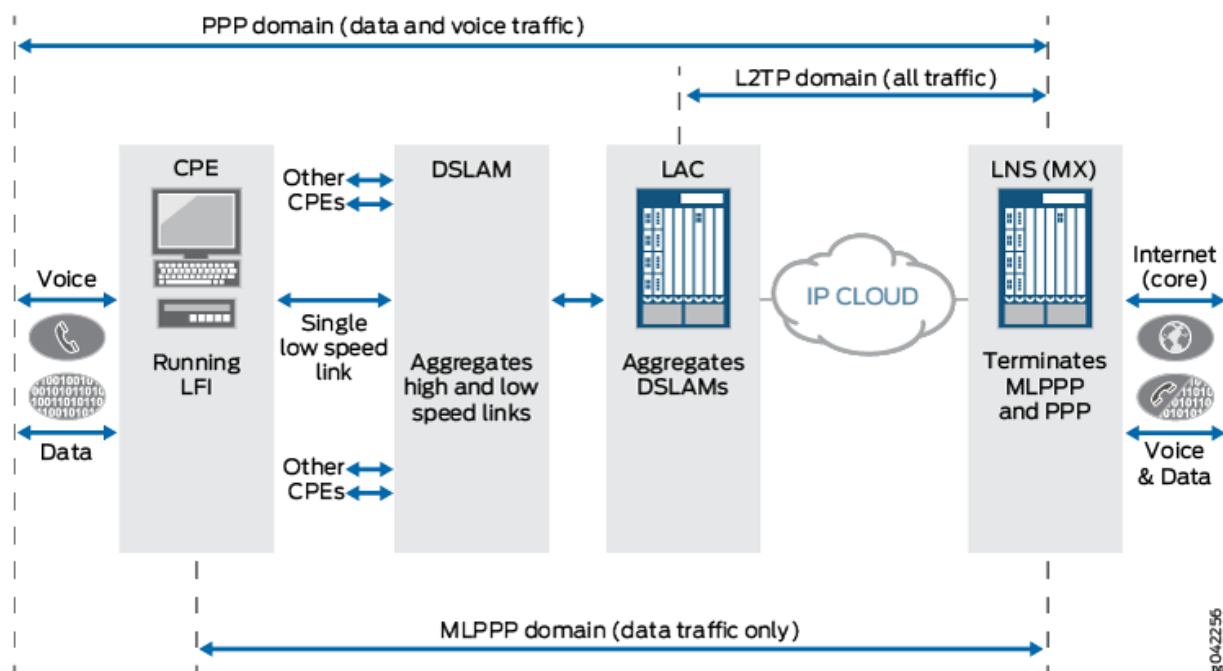 PPP domain (data and voice traffic)
L2TP domain (all traffic)
CPE
Other
CPEs
DSLAM
LAC
LNS (MX)
Voice
Internet
(core)
IP CLOUD
Single
low speed
link
Running
LFI
Aggregates
high and low
speed links
Aggregates
DSLAMs
Terminates
MLPPP
and PPP
Data
Other
CPEs
Voice
& Data
MLPPP domain (data traffic only)
g042256